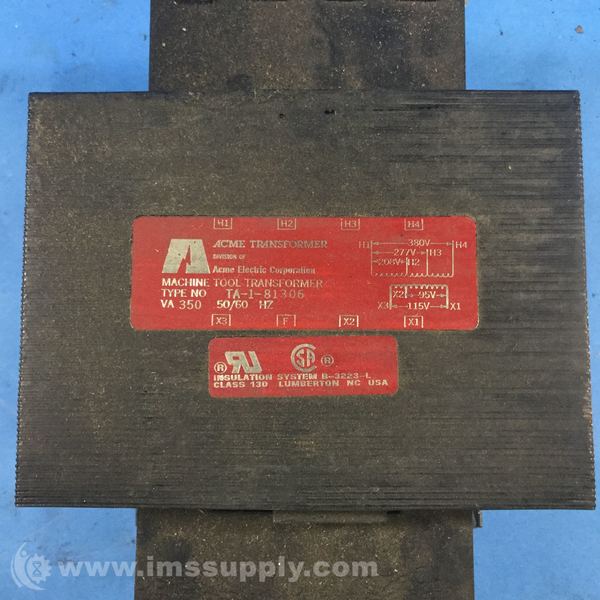 H1 H2 H3 H4
A ACME TRANSFORMER
DIVISION OF
Acme Electric Corporation
MACHINE TOOL TRANSFORMER
TYPE NO TA-1-81306
VA 350 50/60 HZ
X3 F X2 X1
H1 380V H4
277V H3
208V H2
X2 95V
X3 115V X1
® RU SA ®
INSULATION SYSTEM B-3223-L
CLASS 130 LUMBERTON NC USA
www.imssupply.com